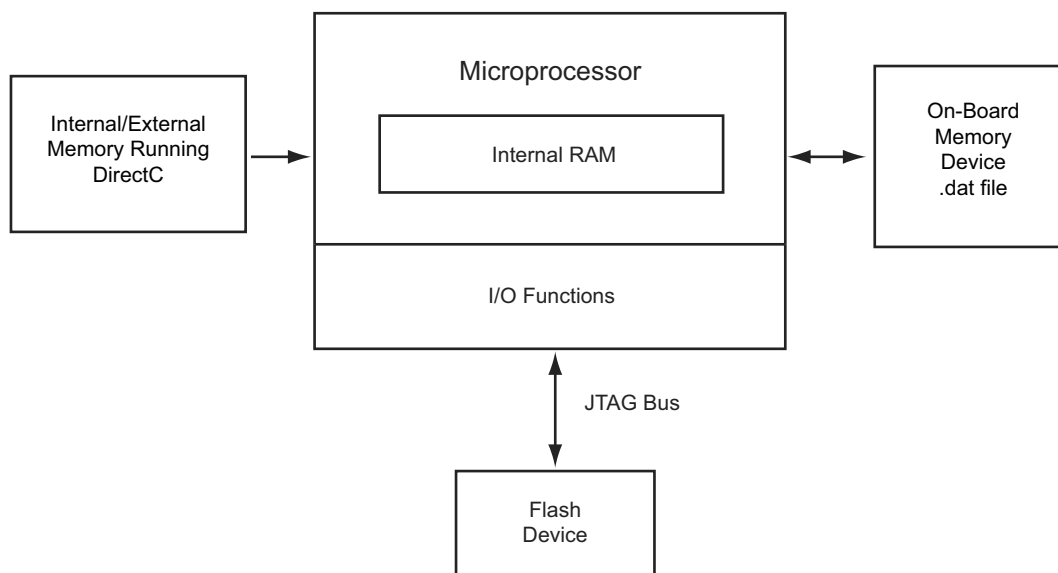 Microprocessor
Internal RAM
I/O Functions
Internal/External
Memory Running
DirectC
On-Board
Memory
Device
.dat file
JTAG Bus
Flash
Device